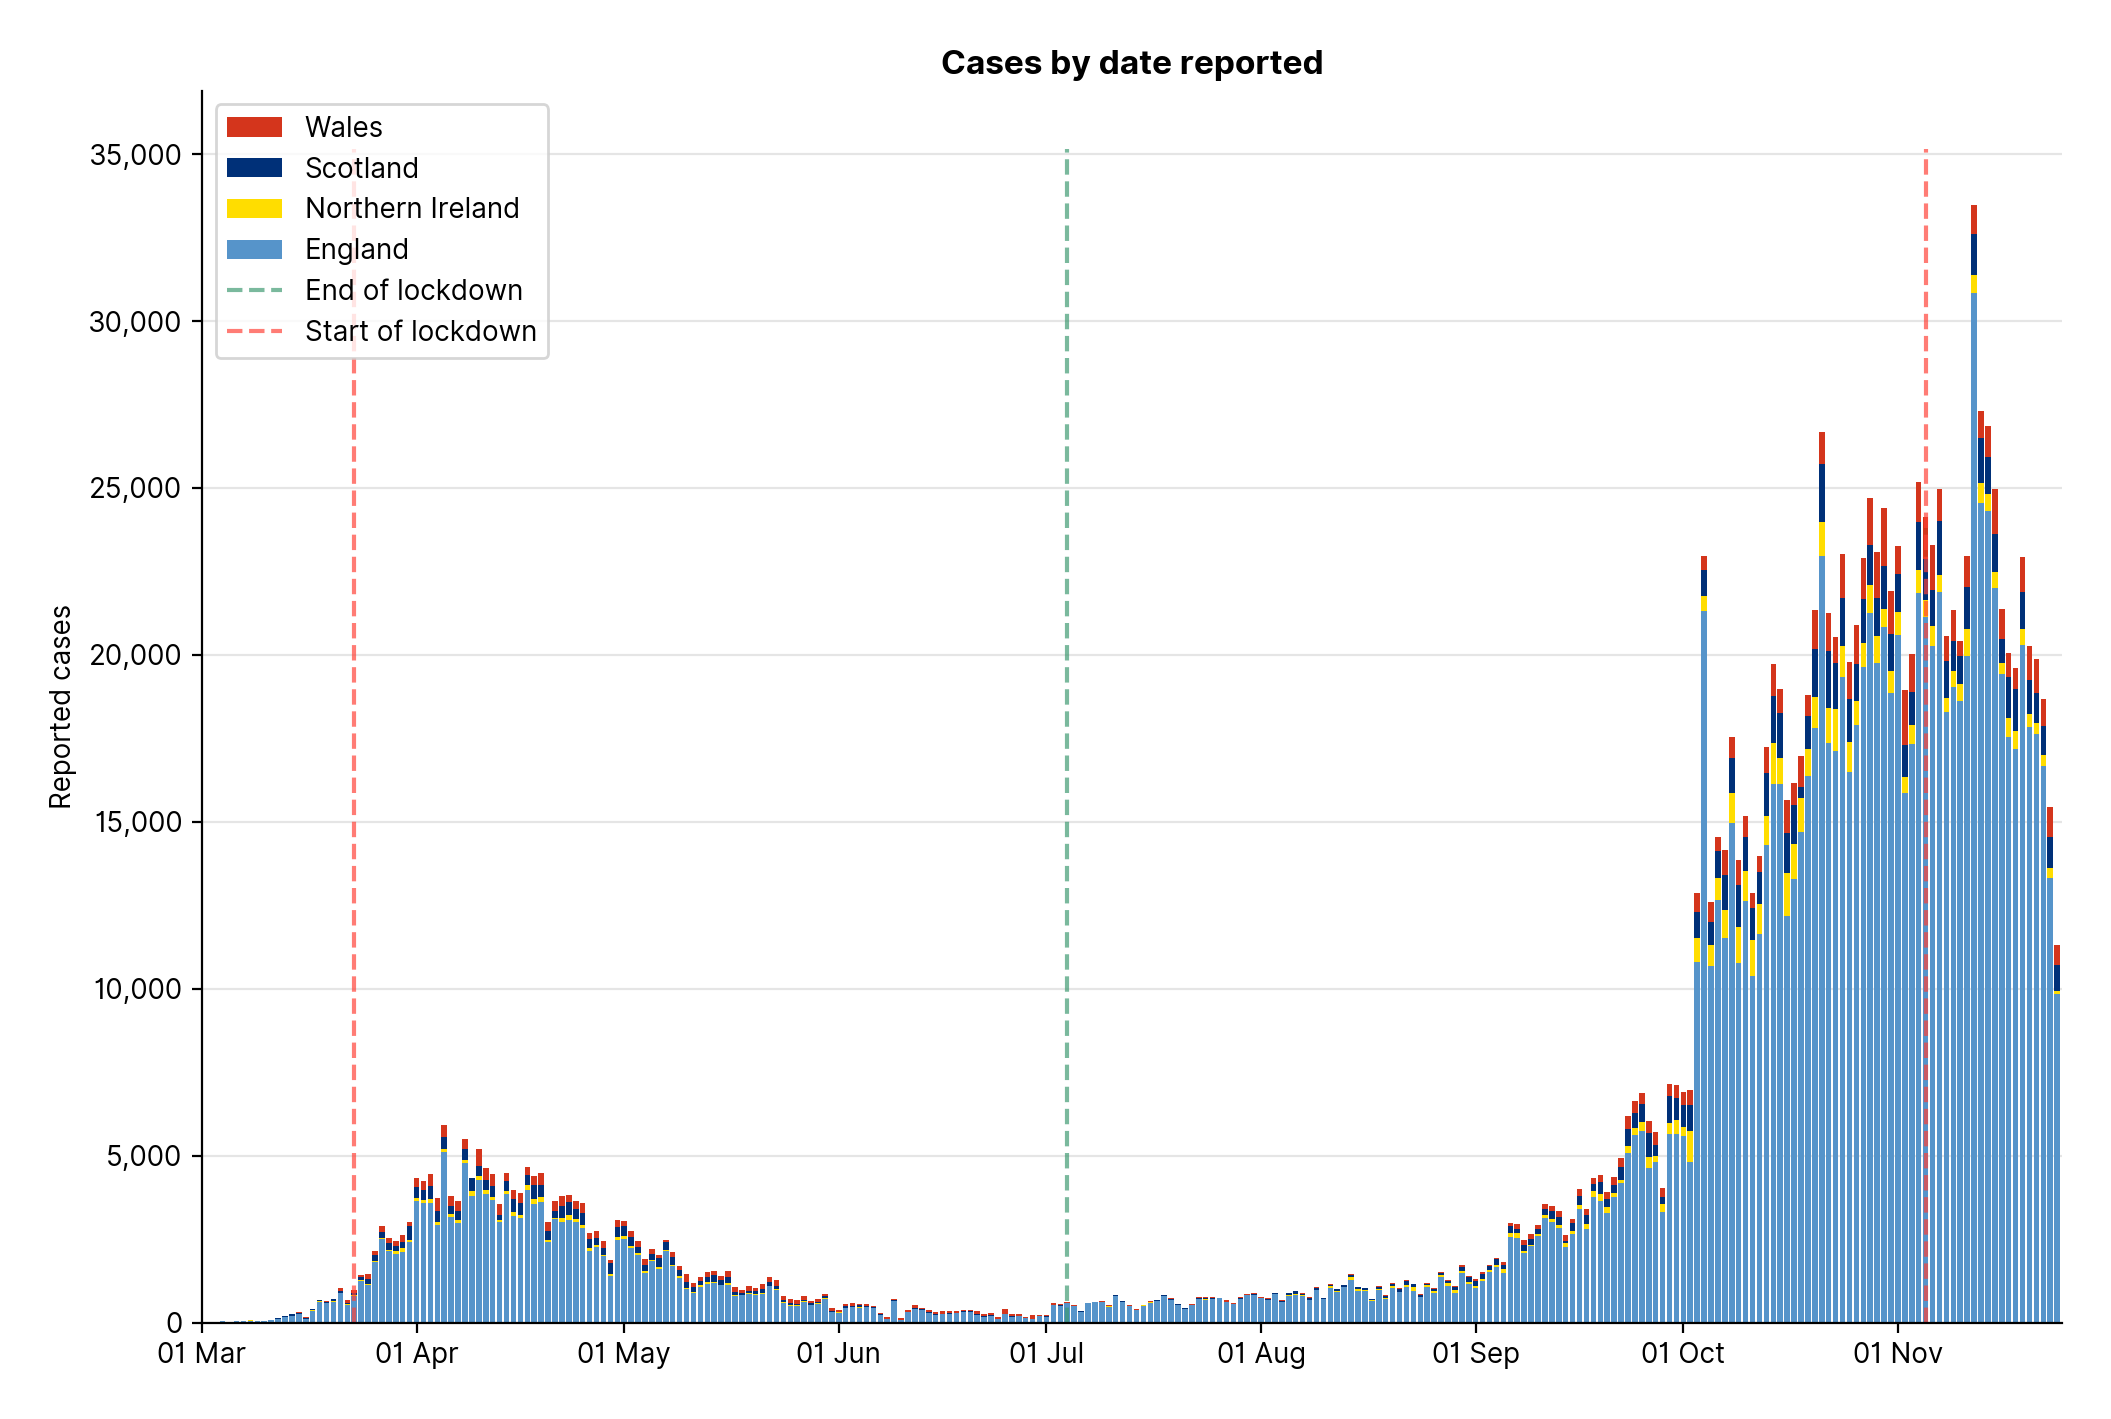 Cases by date reported
Wales
Scotland
Northern Ireland
England
End of lockdown
Start of lockdown
Reported cases
35,000
30,000
25,000
20,000
15,000
10,000
5,000
0
01 Mar
01 Apr
01 May
01 Jun
01 Jul
01 Aug
01 Sep
01 Oct
01 Nov